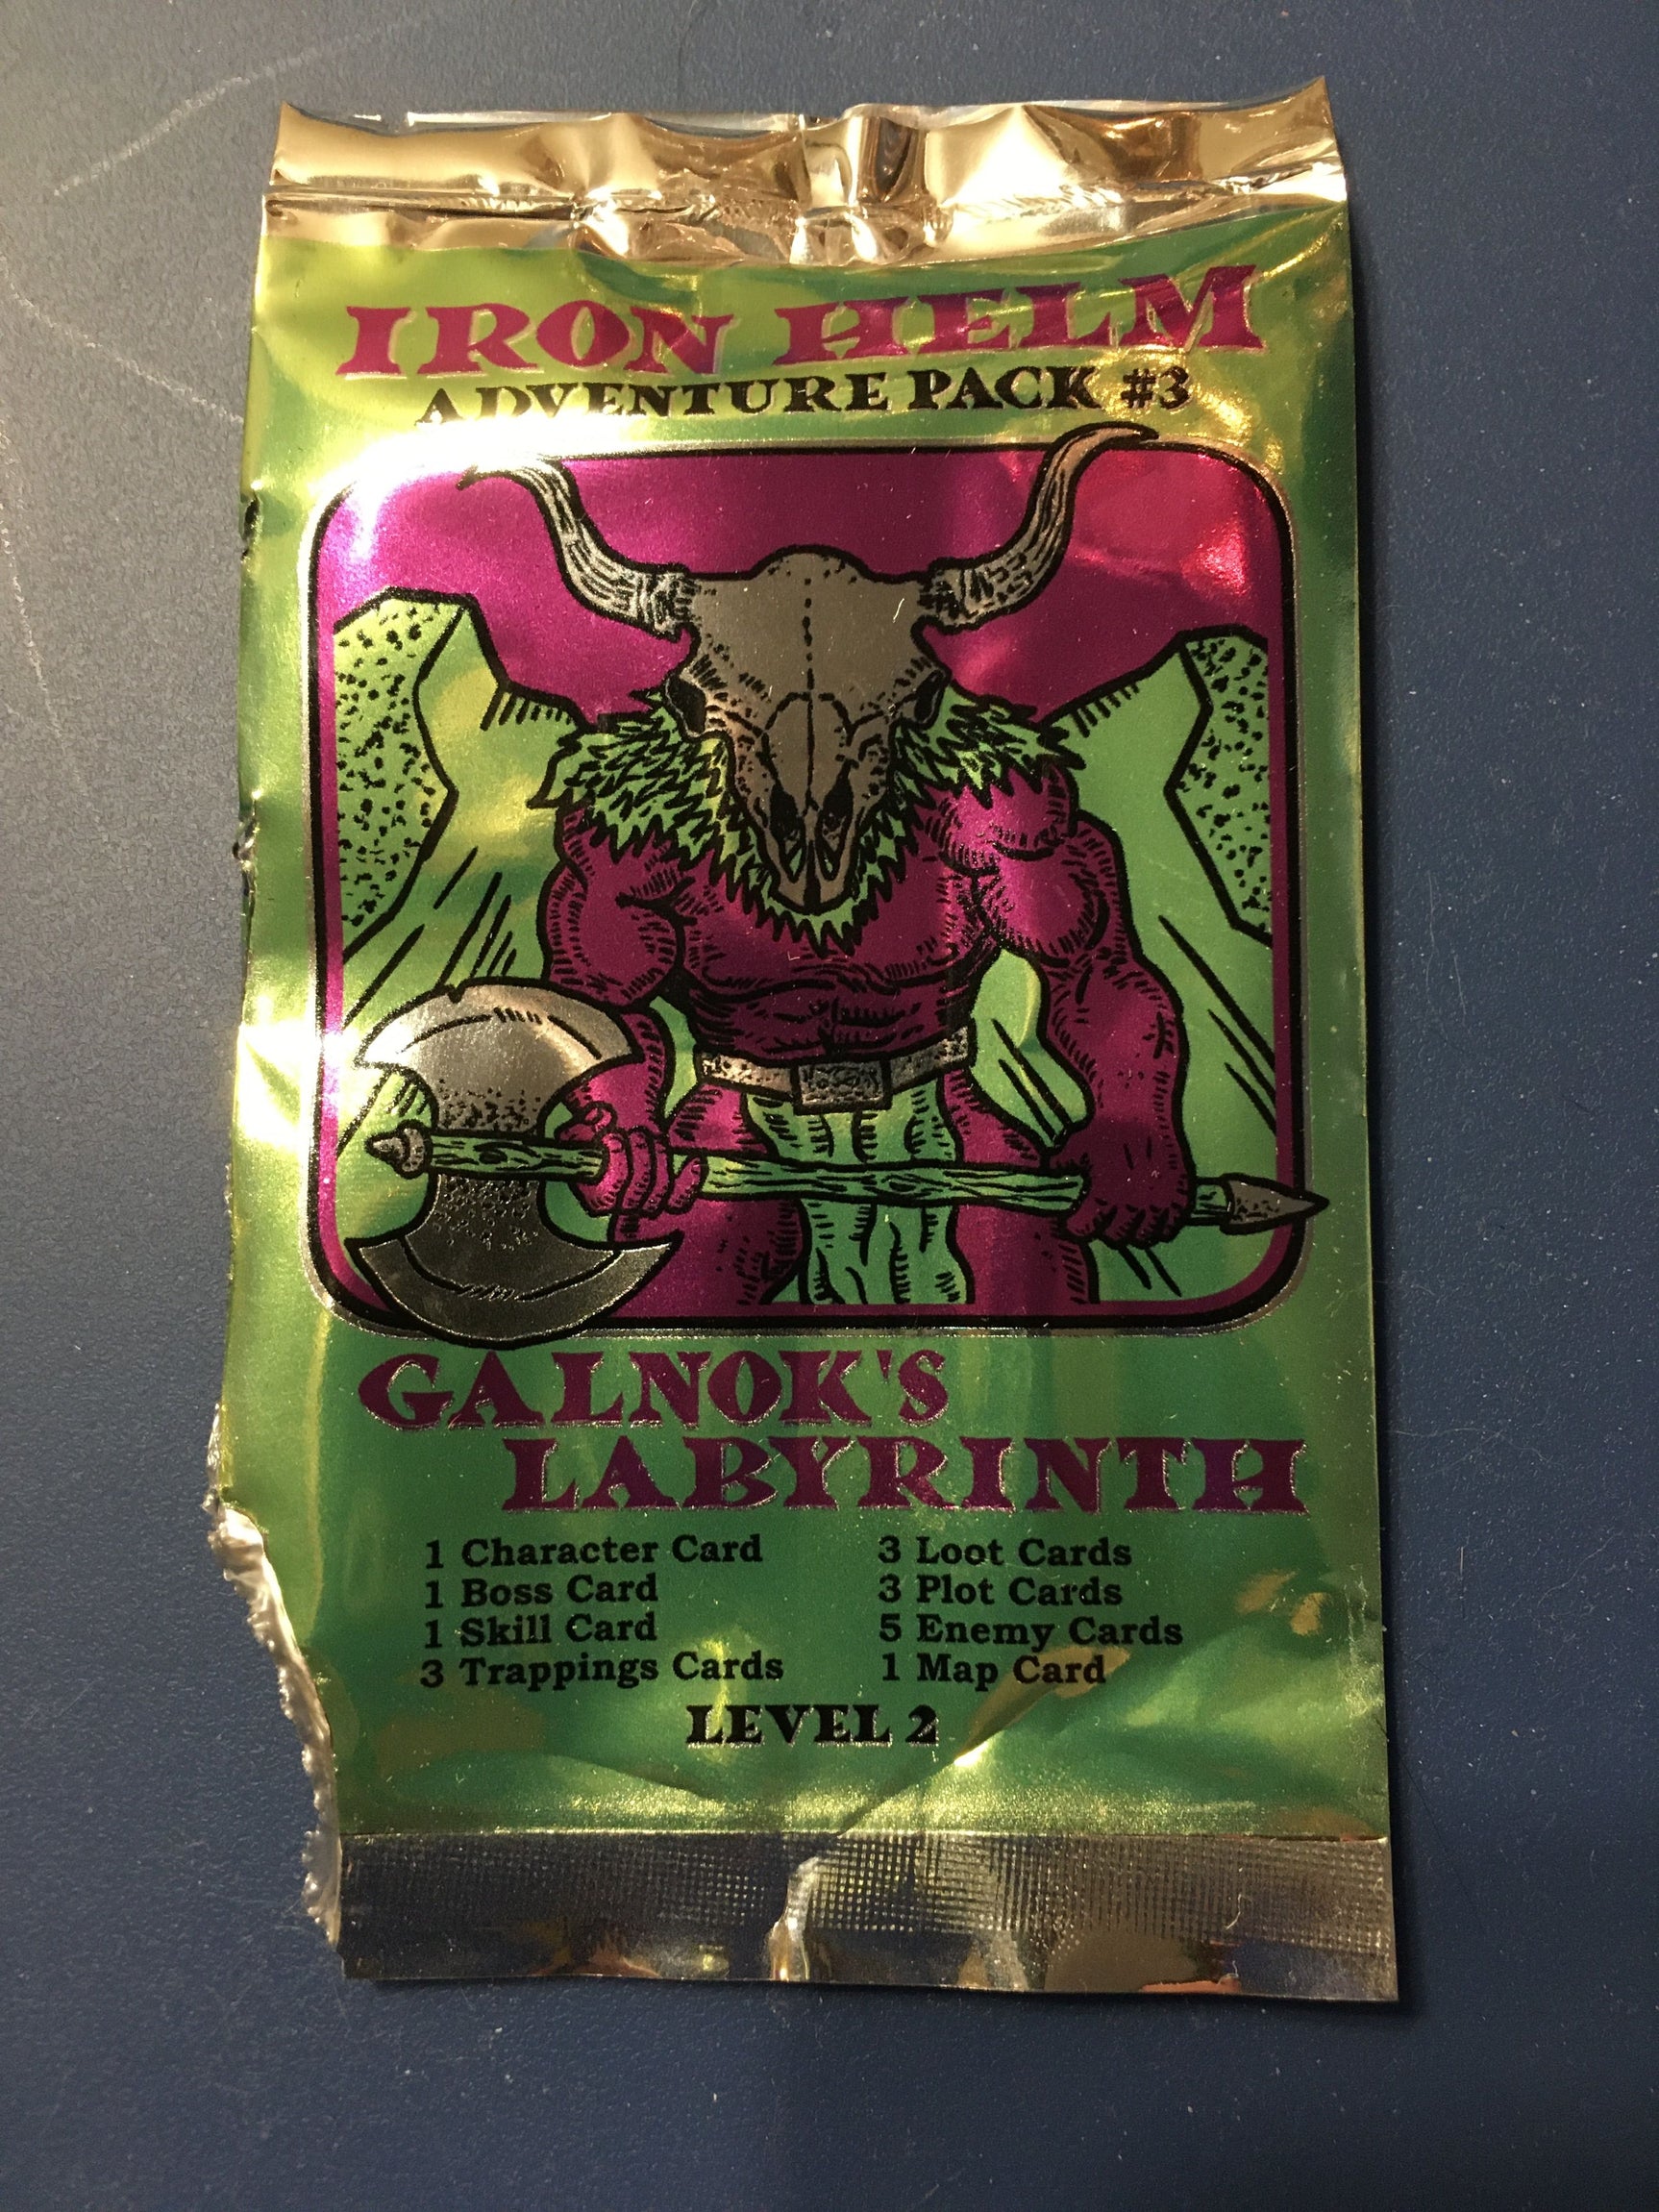 IRON HELM
ADVENTURE PACK #3
GALNOK'S
LABYRINTH
1 Character Card
1 Boss Card
1 Skill Card
3 Trappings Cards
3 Loot Cards
3 Plot Cards
5 Enemy Cards
1 Map Card
LEVEL 2